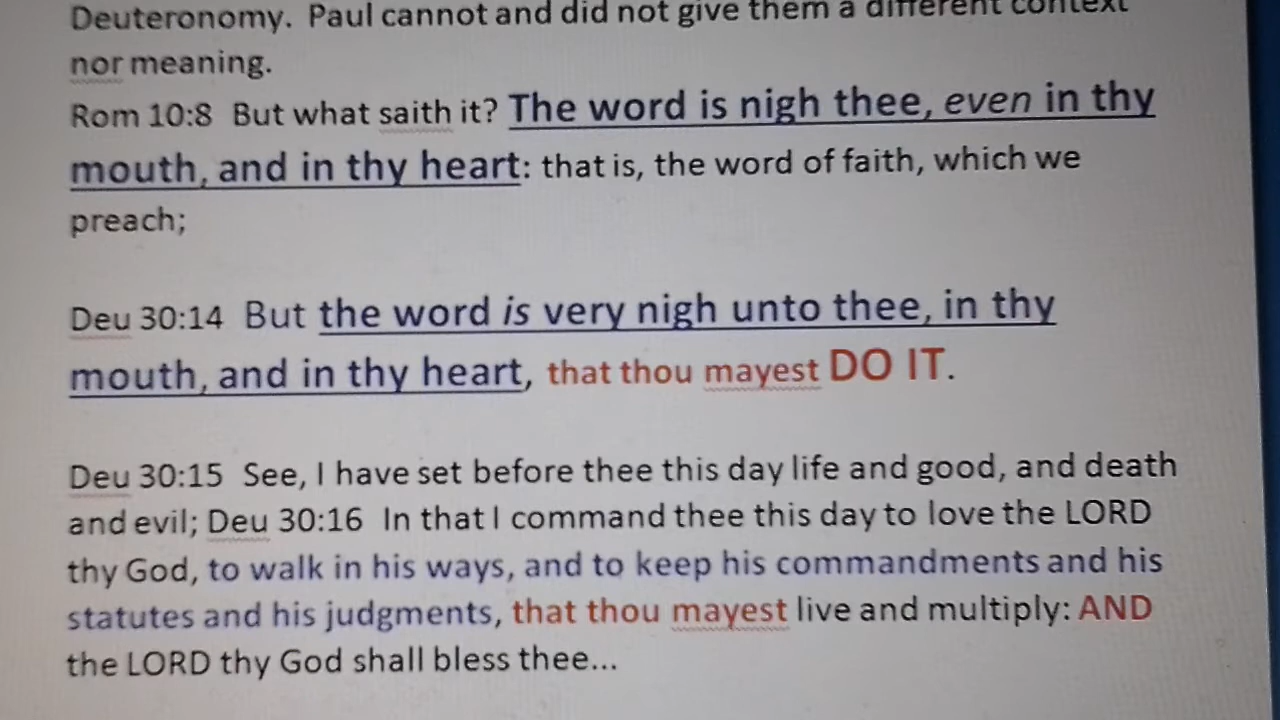 Deuteronomy. Paul cannot and did not give them a different context
nor meaning.
Rom 10:8 But what saith it? The word is nigh thee, even in thy
mouth, and in thy heart: that is, the word of faith, which we
preach;
Deu 30:14 But the word is very nigh unto thee, in thy
mouth, and in thy heart, that thou mayest DO IT.
Deu 30:15 See, I have set before thee this day life and good, and death
and evil; Deu 30:16 In that I command thee this day to love the LORD
thy God, to walk in his ways, and to keep his commandments and his
statutes and his judgments, that thou mayest live and multiply: AND
the LORD thy God shall bless thee...